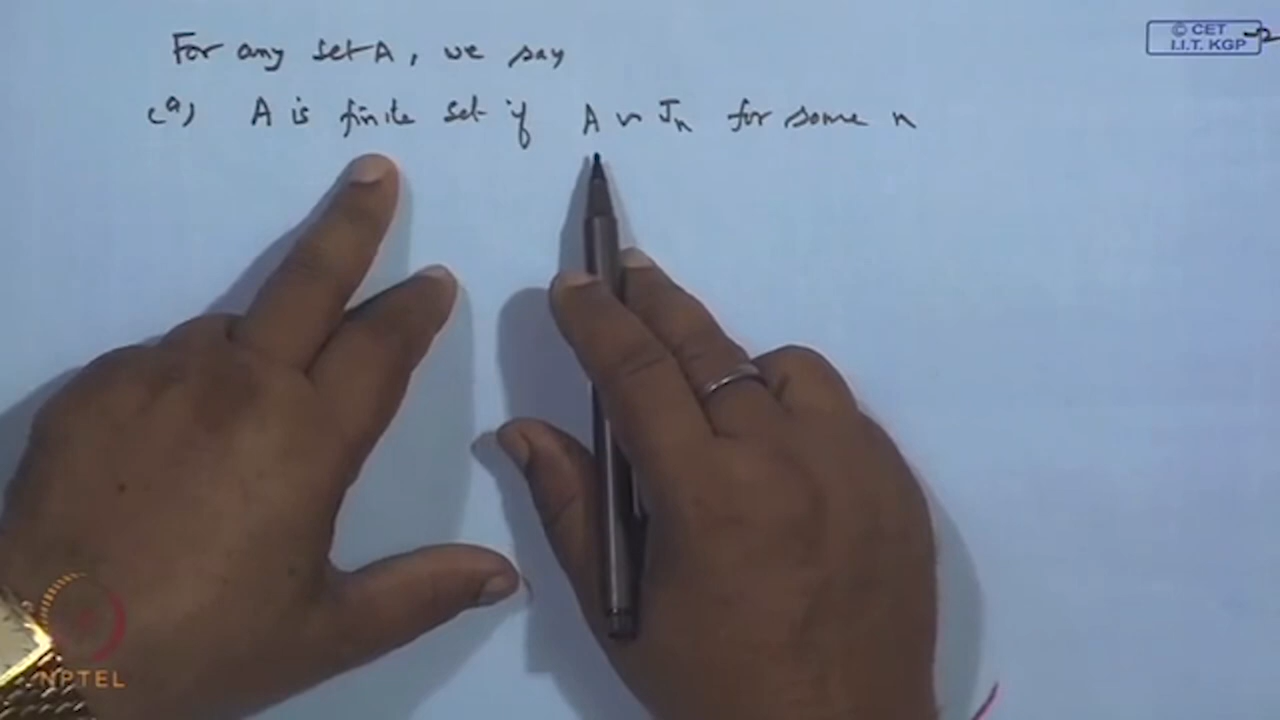 For any set A, we say
(a) A is finite set if A ~ Jn for some n
© CET
I.I.T. KGP
NPTEL